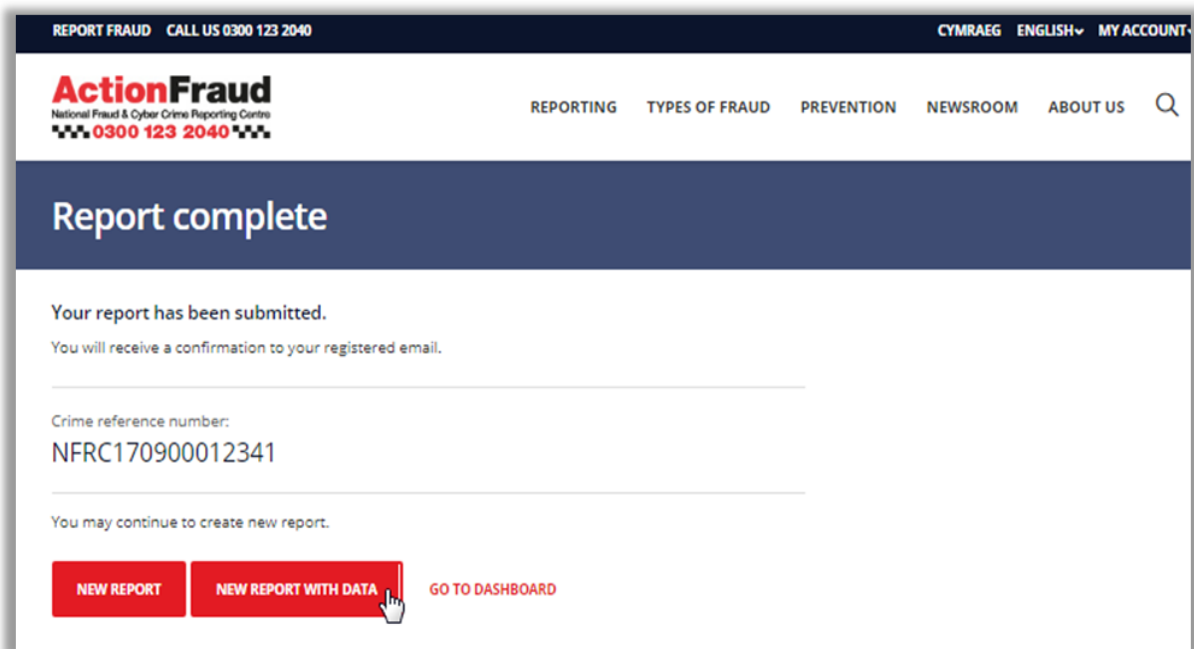 REPORT FRAUD CALL US 0300 123 2040 CYMRAEG ENGLISH MY ACCOUNT
ActionFraud
National Fraud & Cyber Crime Reporting Centre
0300 123 2040
REPORTING TYPES OF FRAUD PREVENTION NEWSROOM ABOUT US
Report complete
Your report has been submitted.
You will receive a confirmation to your registered email.
Crime reference number:
NFRC170900012341
You may continue to create new report.
NEW REPORT NEW REPORT WITH DATA GO TO DASHBOARD